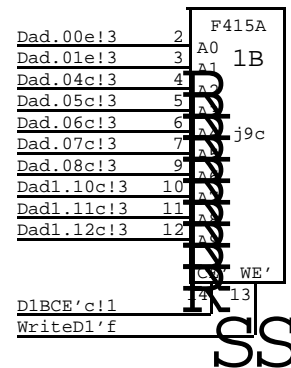 F415A
Dad.00e!3 2 A0 1B
Dad.01e!3 3 A1
Dad.04c!3 4 A2
Dad.05c!3 5
Dad.06c!3 6 j9c
Dad.07c!3 7
Dad.08c!3 9
Dad1.10c!3 10
Dad1.11c!3 11
Dad1.12c!3 12
WE'
14 13
D1BCE'c!1
WriteD1'f
SS